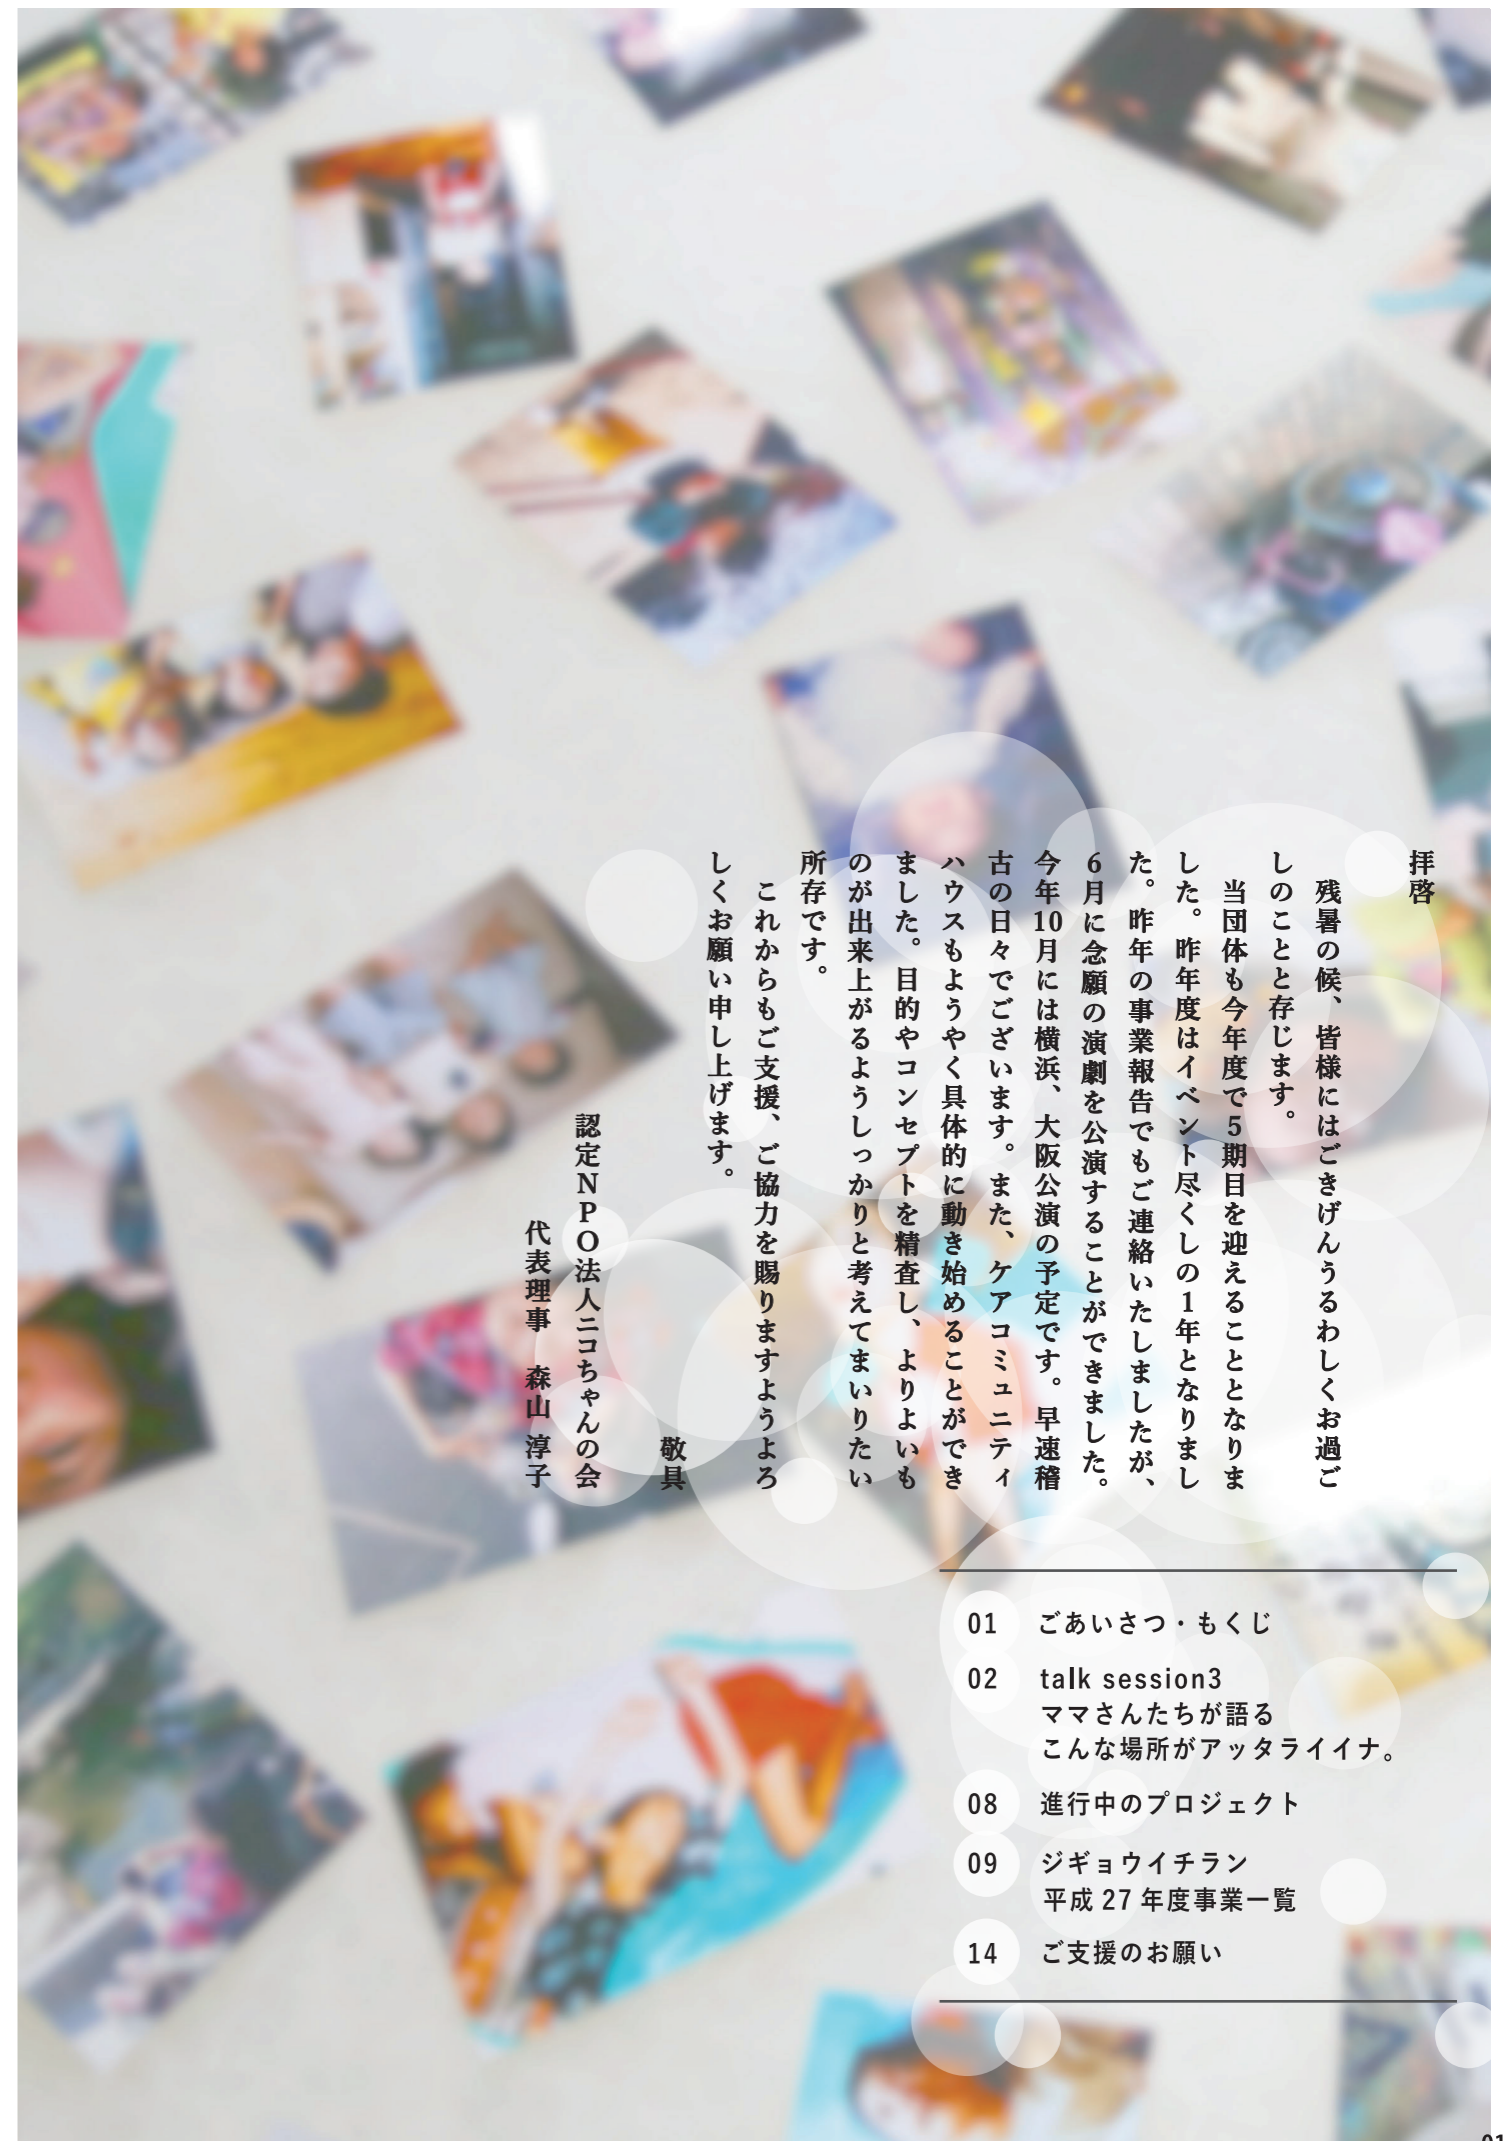 拝啓
残暑の候、皆様にはごきげんうるわしくお過ご
しのことと存じます。
当団体も今年度で5期目を迎えることとなりま
した。昨年度はイベント尽くしの1年となりまし
た。昨年の事業報告でもご連絡いたしましたが、
6月に念願の演劇を公演することができました。
今年10月には横浜、大阪公演の予定です。早速稽
古の日々でございます。また、ケアコミュニティ
ハウスもようやく具体的に動き始めることができ
ました。目的やコンセプトを精査し、よりよいも
のが出来上がるようしっかりと考えてまいりたい
所存です。
これからもご支援、ご協力を賜りますようよろ
しくお願い申し上げます。
敬具
認定NPO法人ニコちゃんの会
代表理事 森山 淳子
01 ごあいさつ・もくじ
02 talk session3
ママさんたちが語る
こんな場所がアッタライイナ。
08 進行中のプロジェクト
09 ジギョウイチラン
平成 27 年度事業一覧
14 ご支援のお願い
01